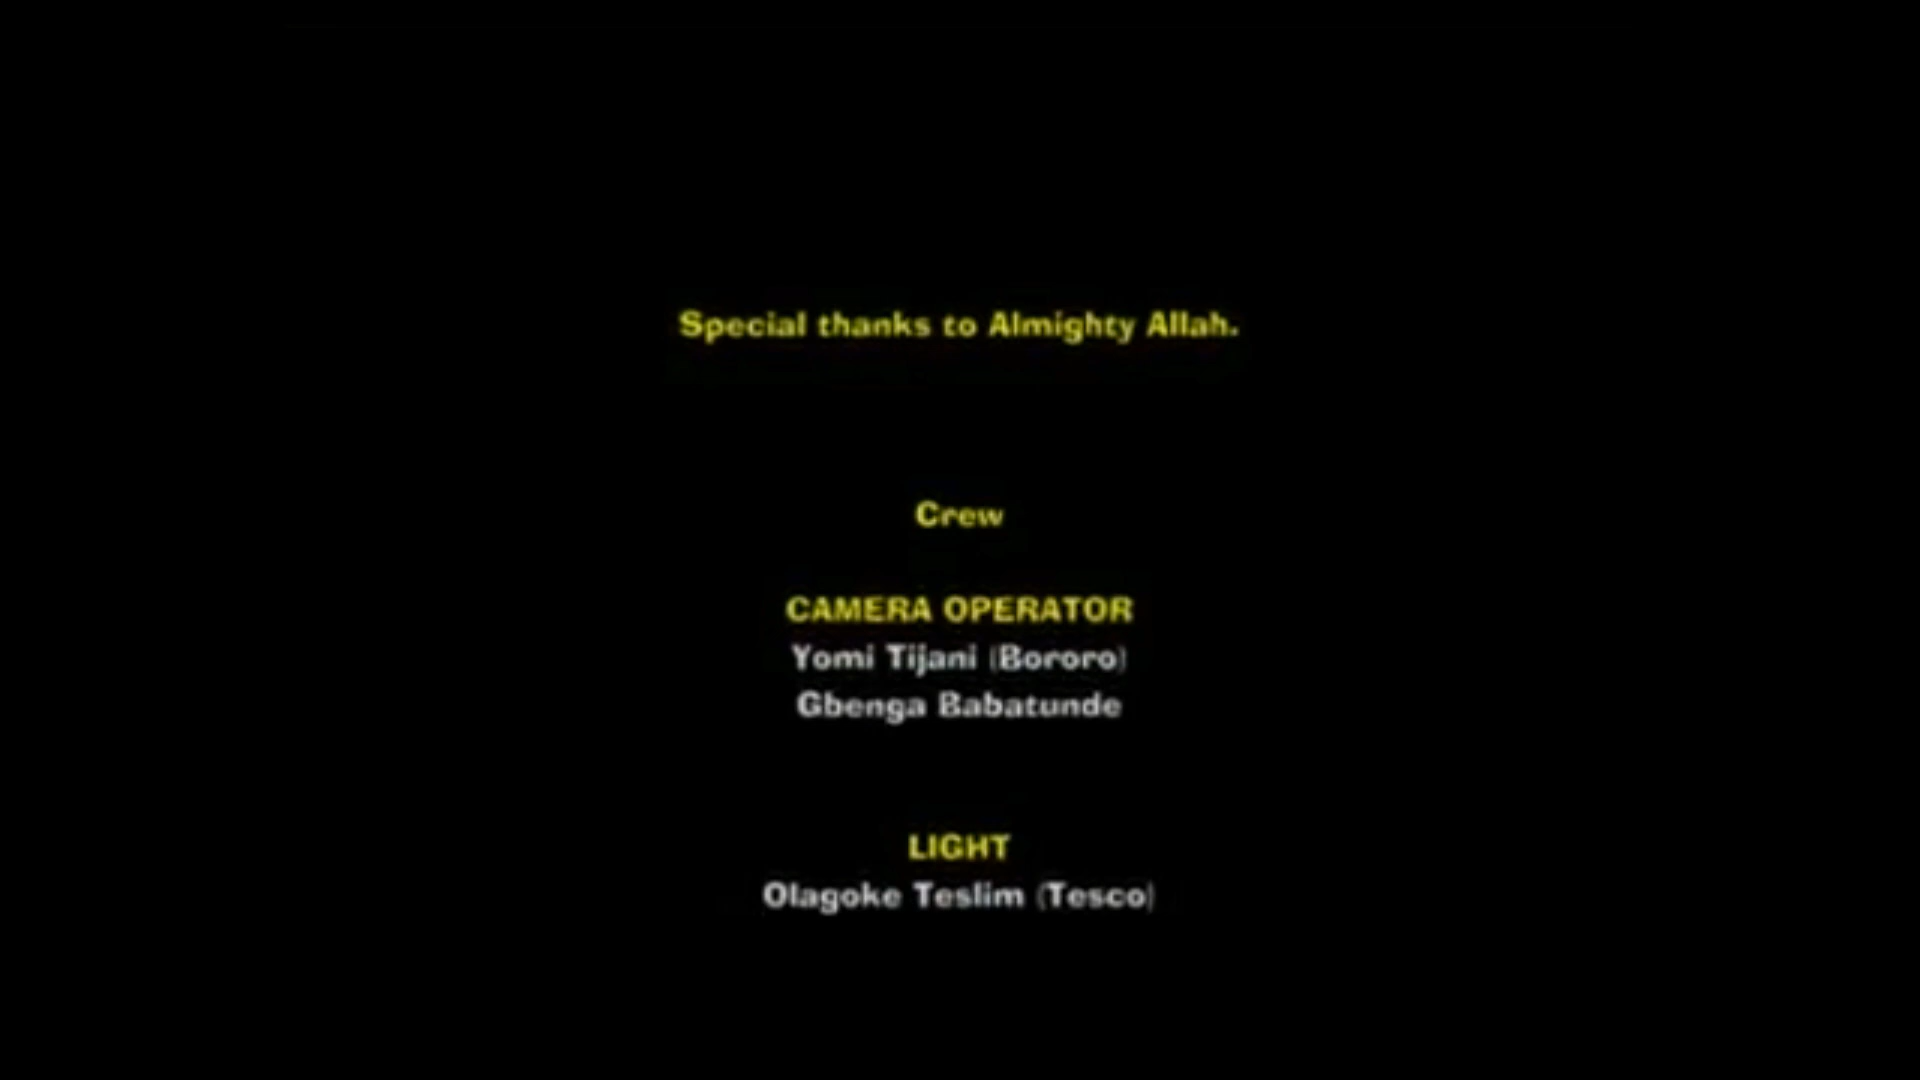 Special thanks to Almighty Allah.
Crew
CAMERA OPERATOR
Yomi Tijani (Bororo)
Gbenga Babatunde
LIGHT
Olagoke Teslim (Tesco)